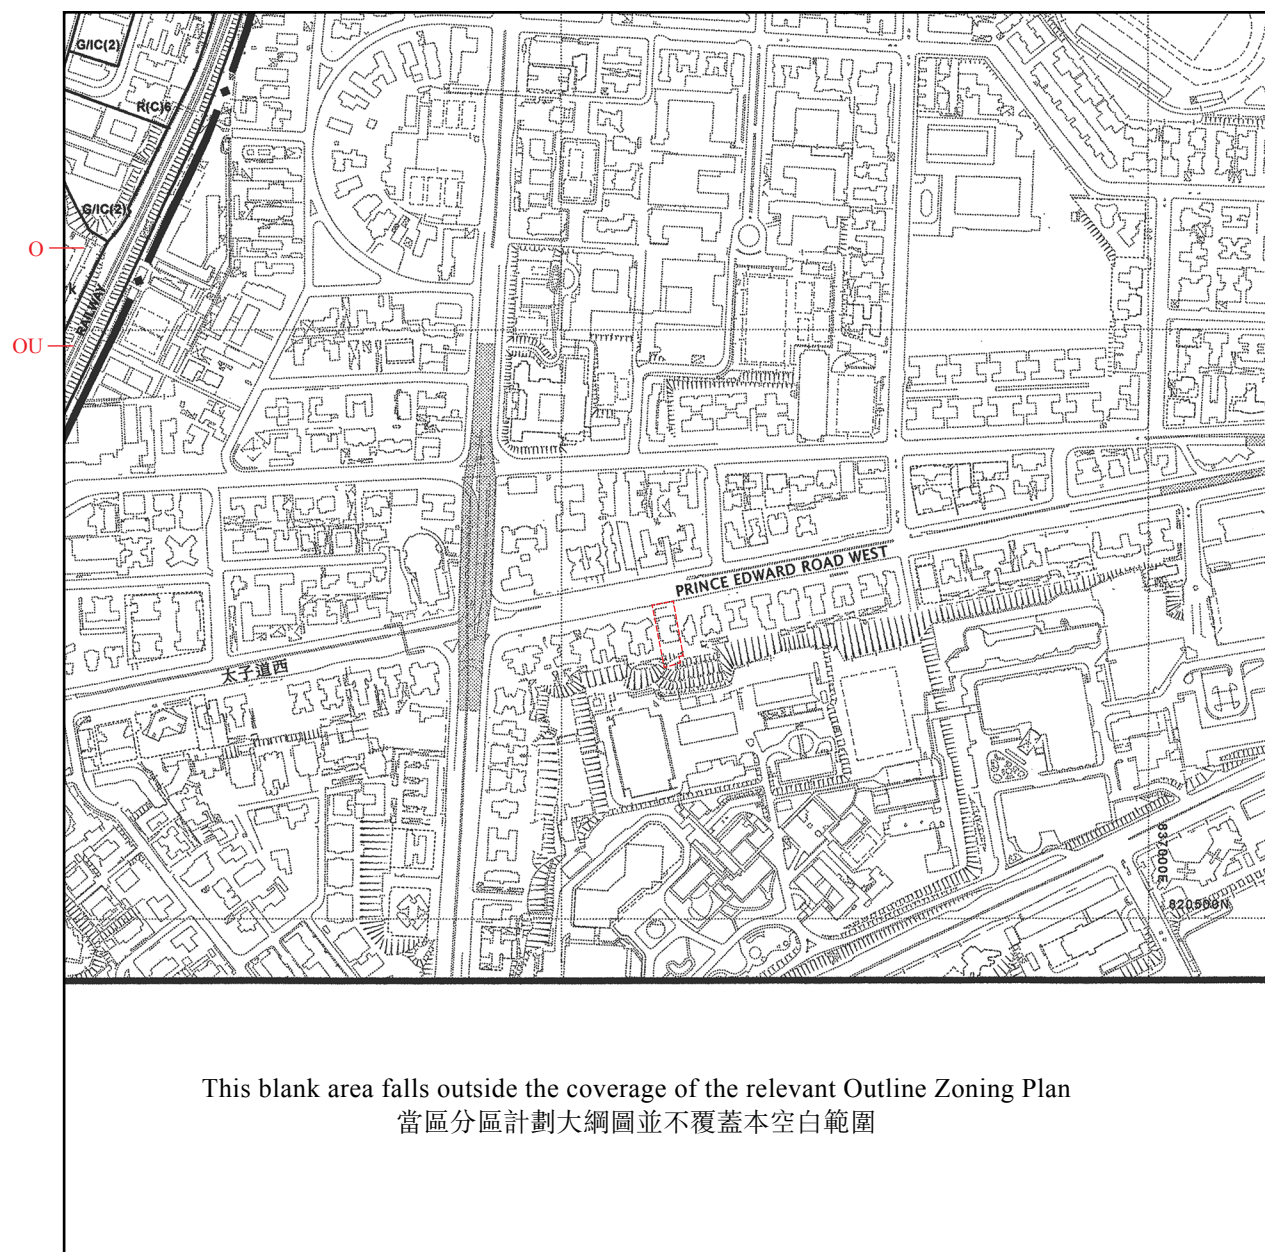 G/IC(2)
R(C)6
G/IC(2)
O
RAILWAY
OU
PRINCE EDWARD ROAD WEST
太子道西
837000E
820500N
This blank area falls outside the coverage of the relevant Outline Zoning Plan
當區分區計劃大綱圖並不覆蓋本空白範圍